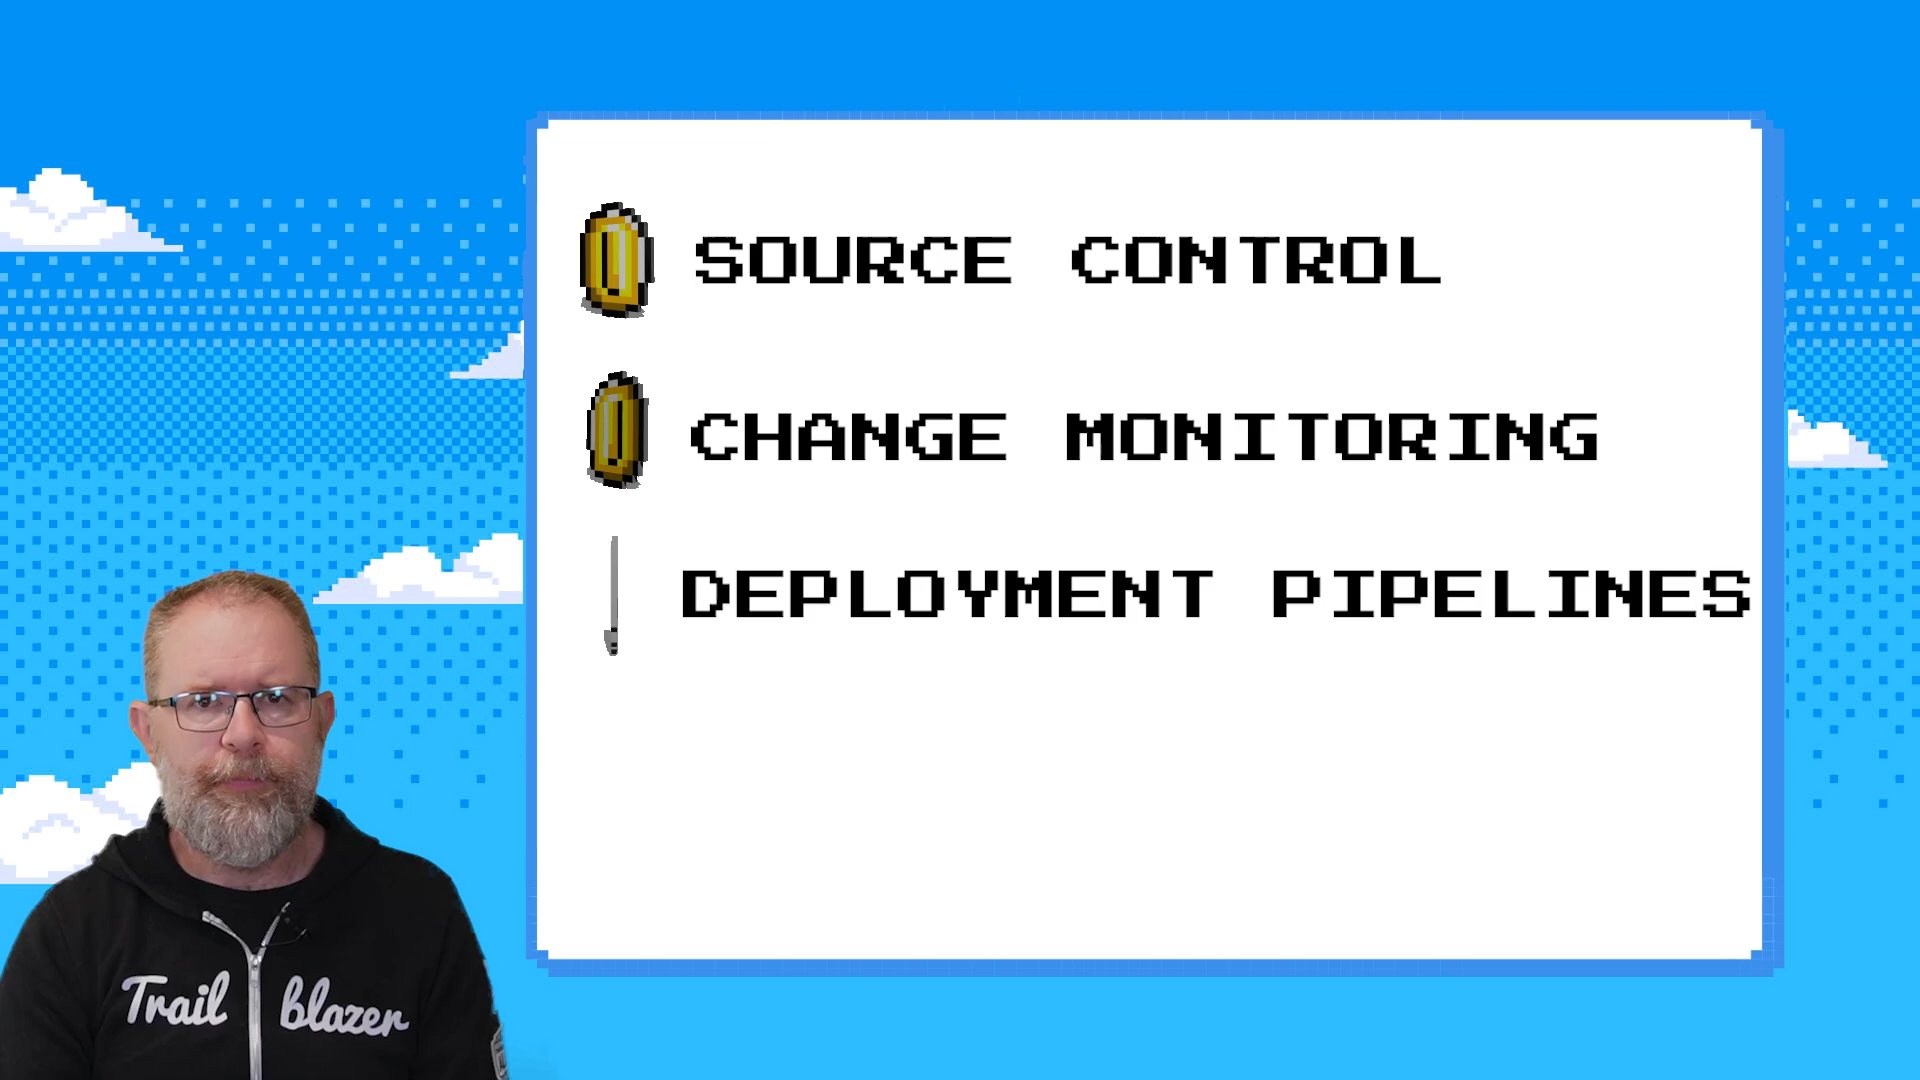 SOURCE CONTROL
CHANGE MONITORING
DEPLOYMENT PIPELINES
Trail blazer